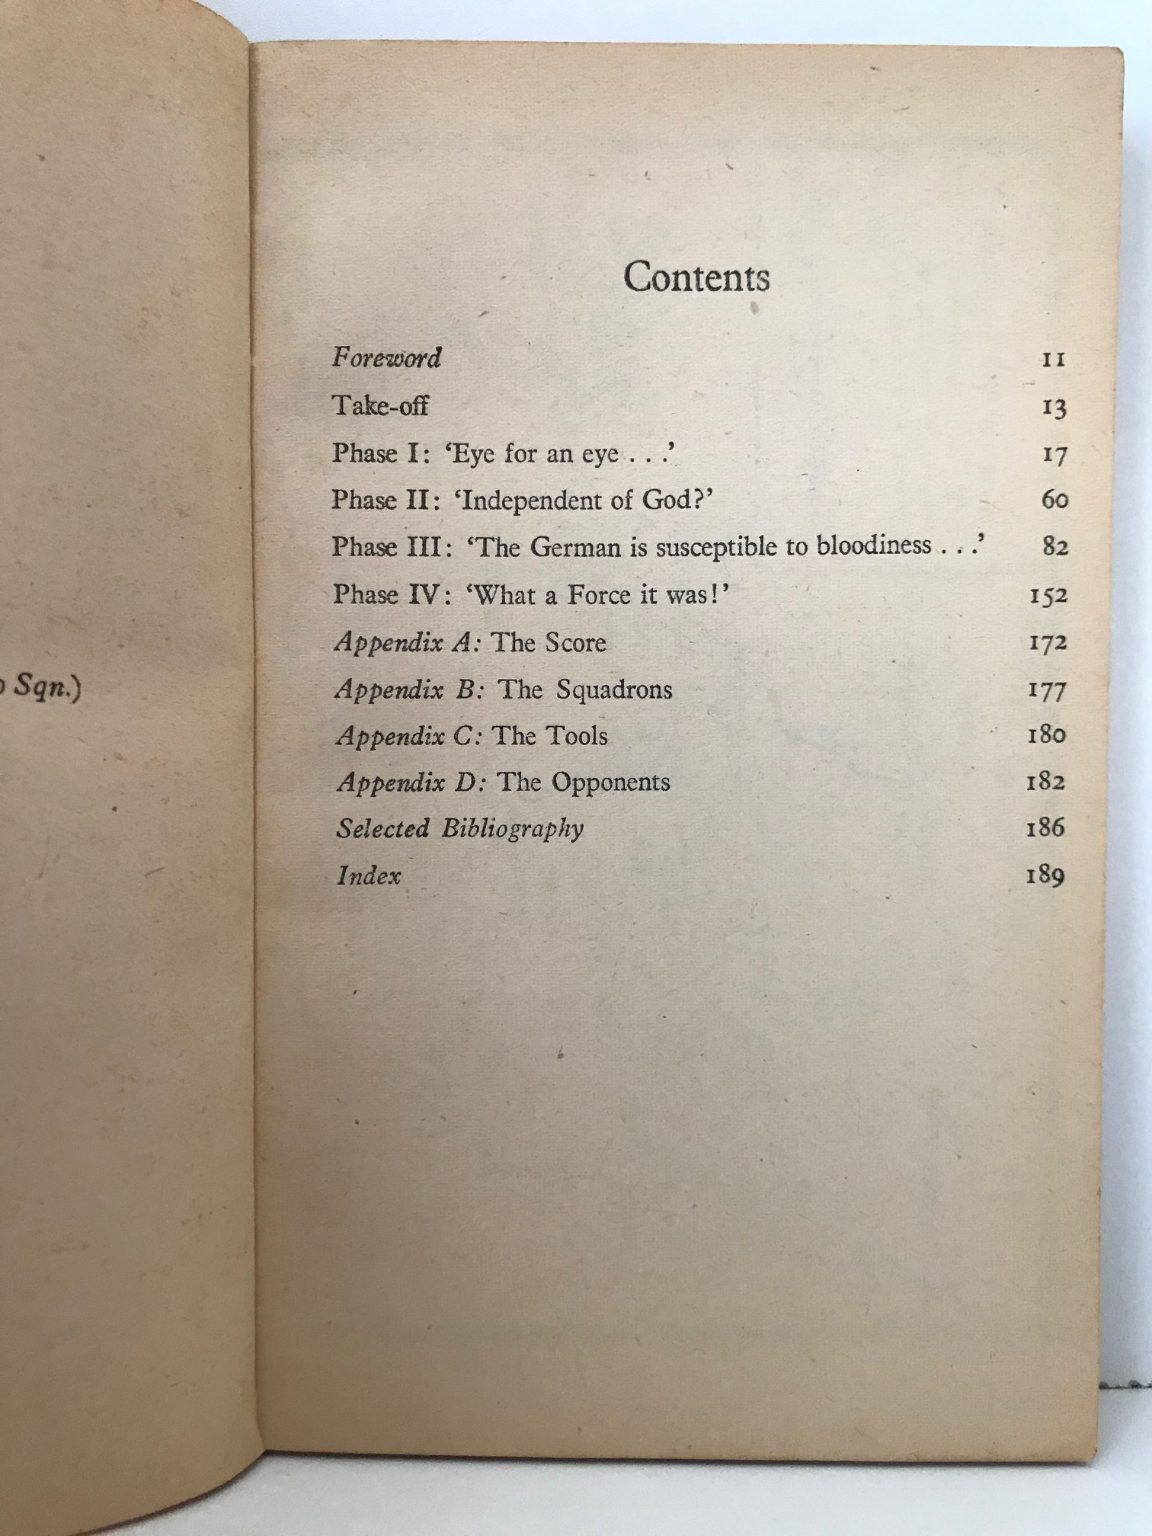 Contents
Foreword 11
Take-off 13
Phase I: ‘Eye for an eye . . .’ 17
Phase II: ‘Independent of God?’ 60
Phase III: ‘The German is susceptible to bloodiness . . .’ 82
Phase IV: ‘What a Force it was!’ 152
Appendix A: The Score 172
Appendix B: The Squadrons 177
Appendix C: The Tools 180
Appendix D: The Opponents 182
Selected Bibliography 186
Index 189
Sqn.)